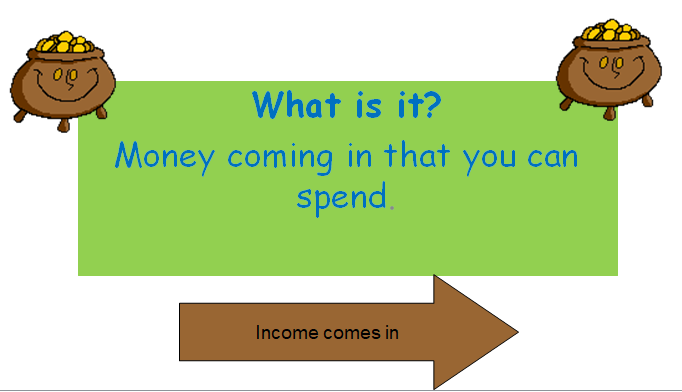 What is it?
Money coming in that you can
spend.
Income comes in